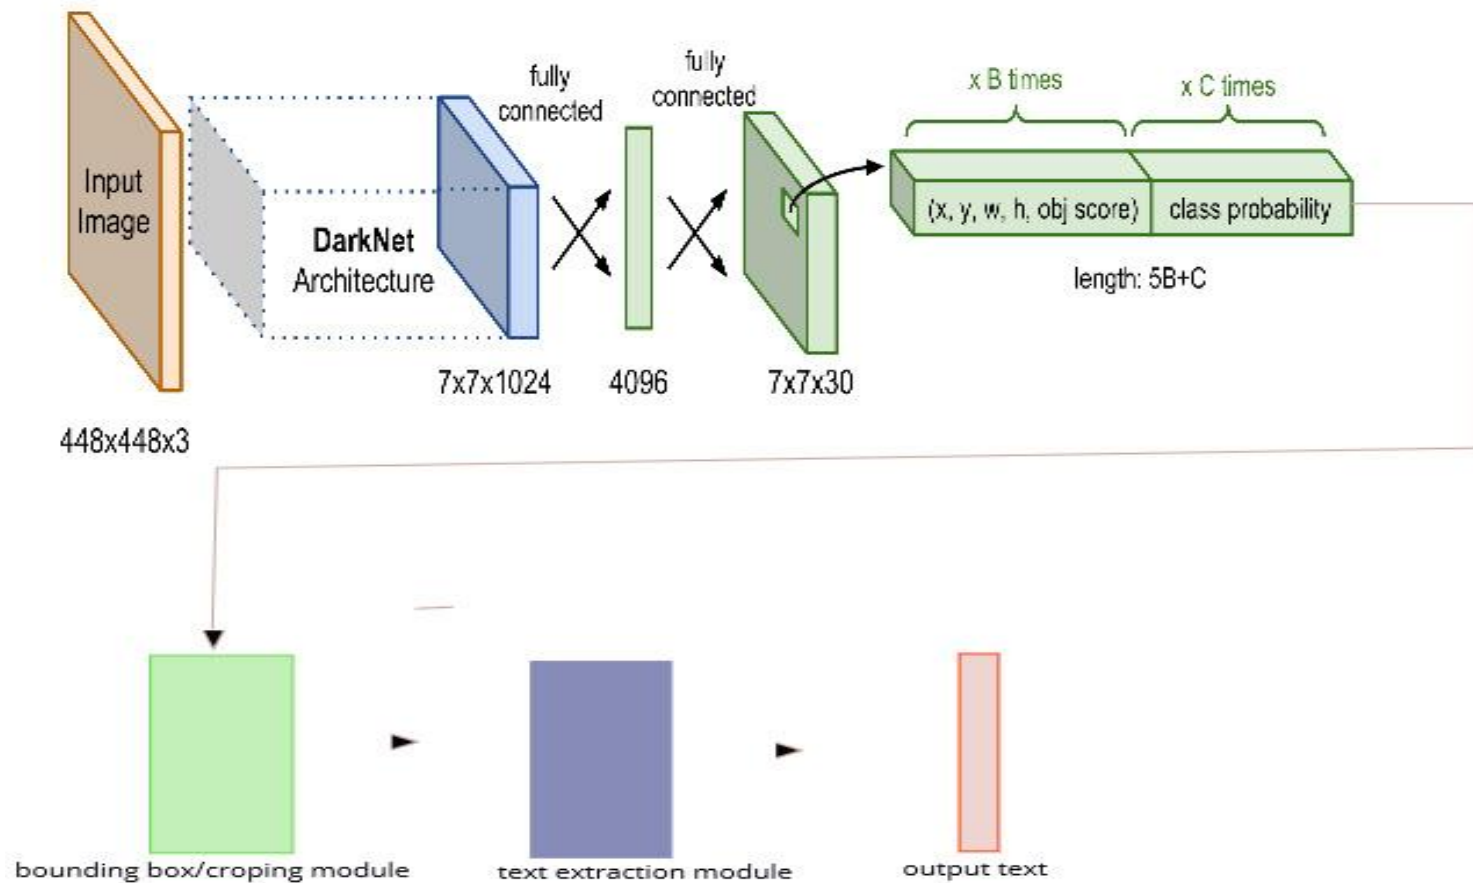 fully
connected
fully
connected
x B times
x C times
Input
Image
DarkNet
Architecture
(x, y, w, h, obj score)
class probability
length: 5B+C
7x7x1024
4096
7x7x30
448x448x3
bounding box/croping module
text extraction module
output text